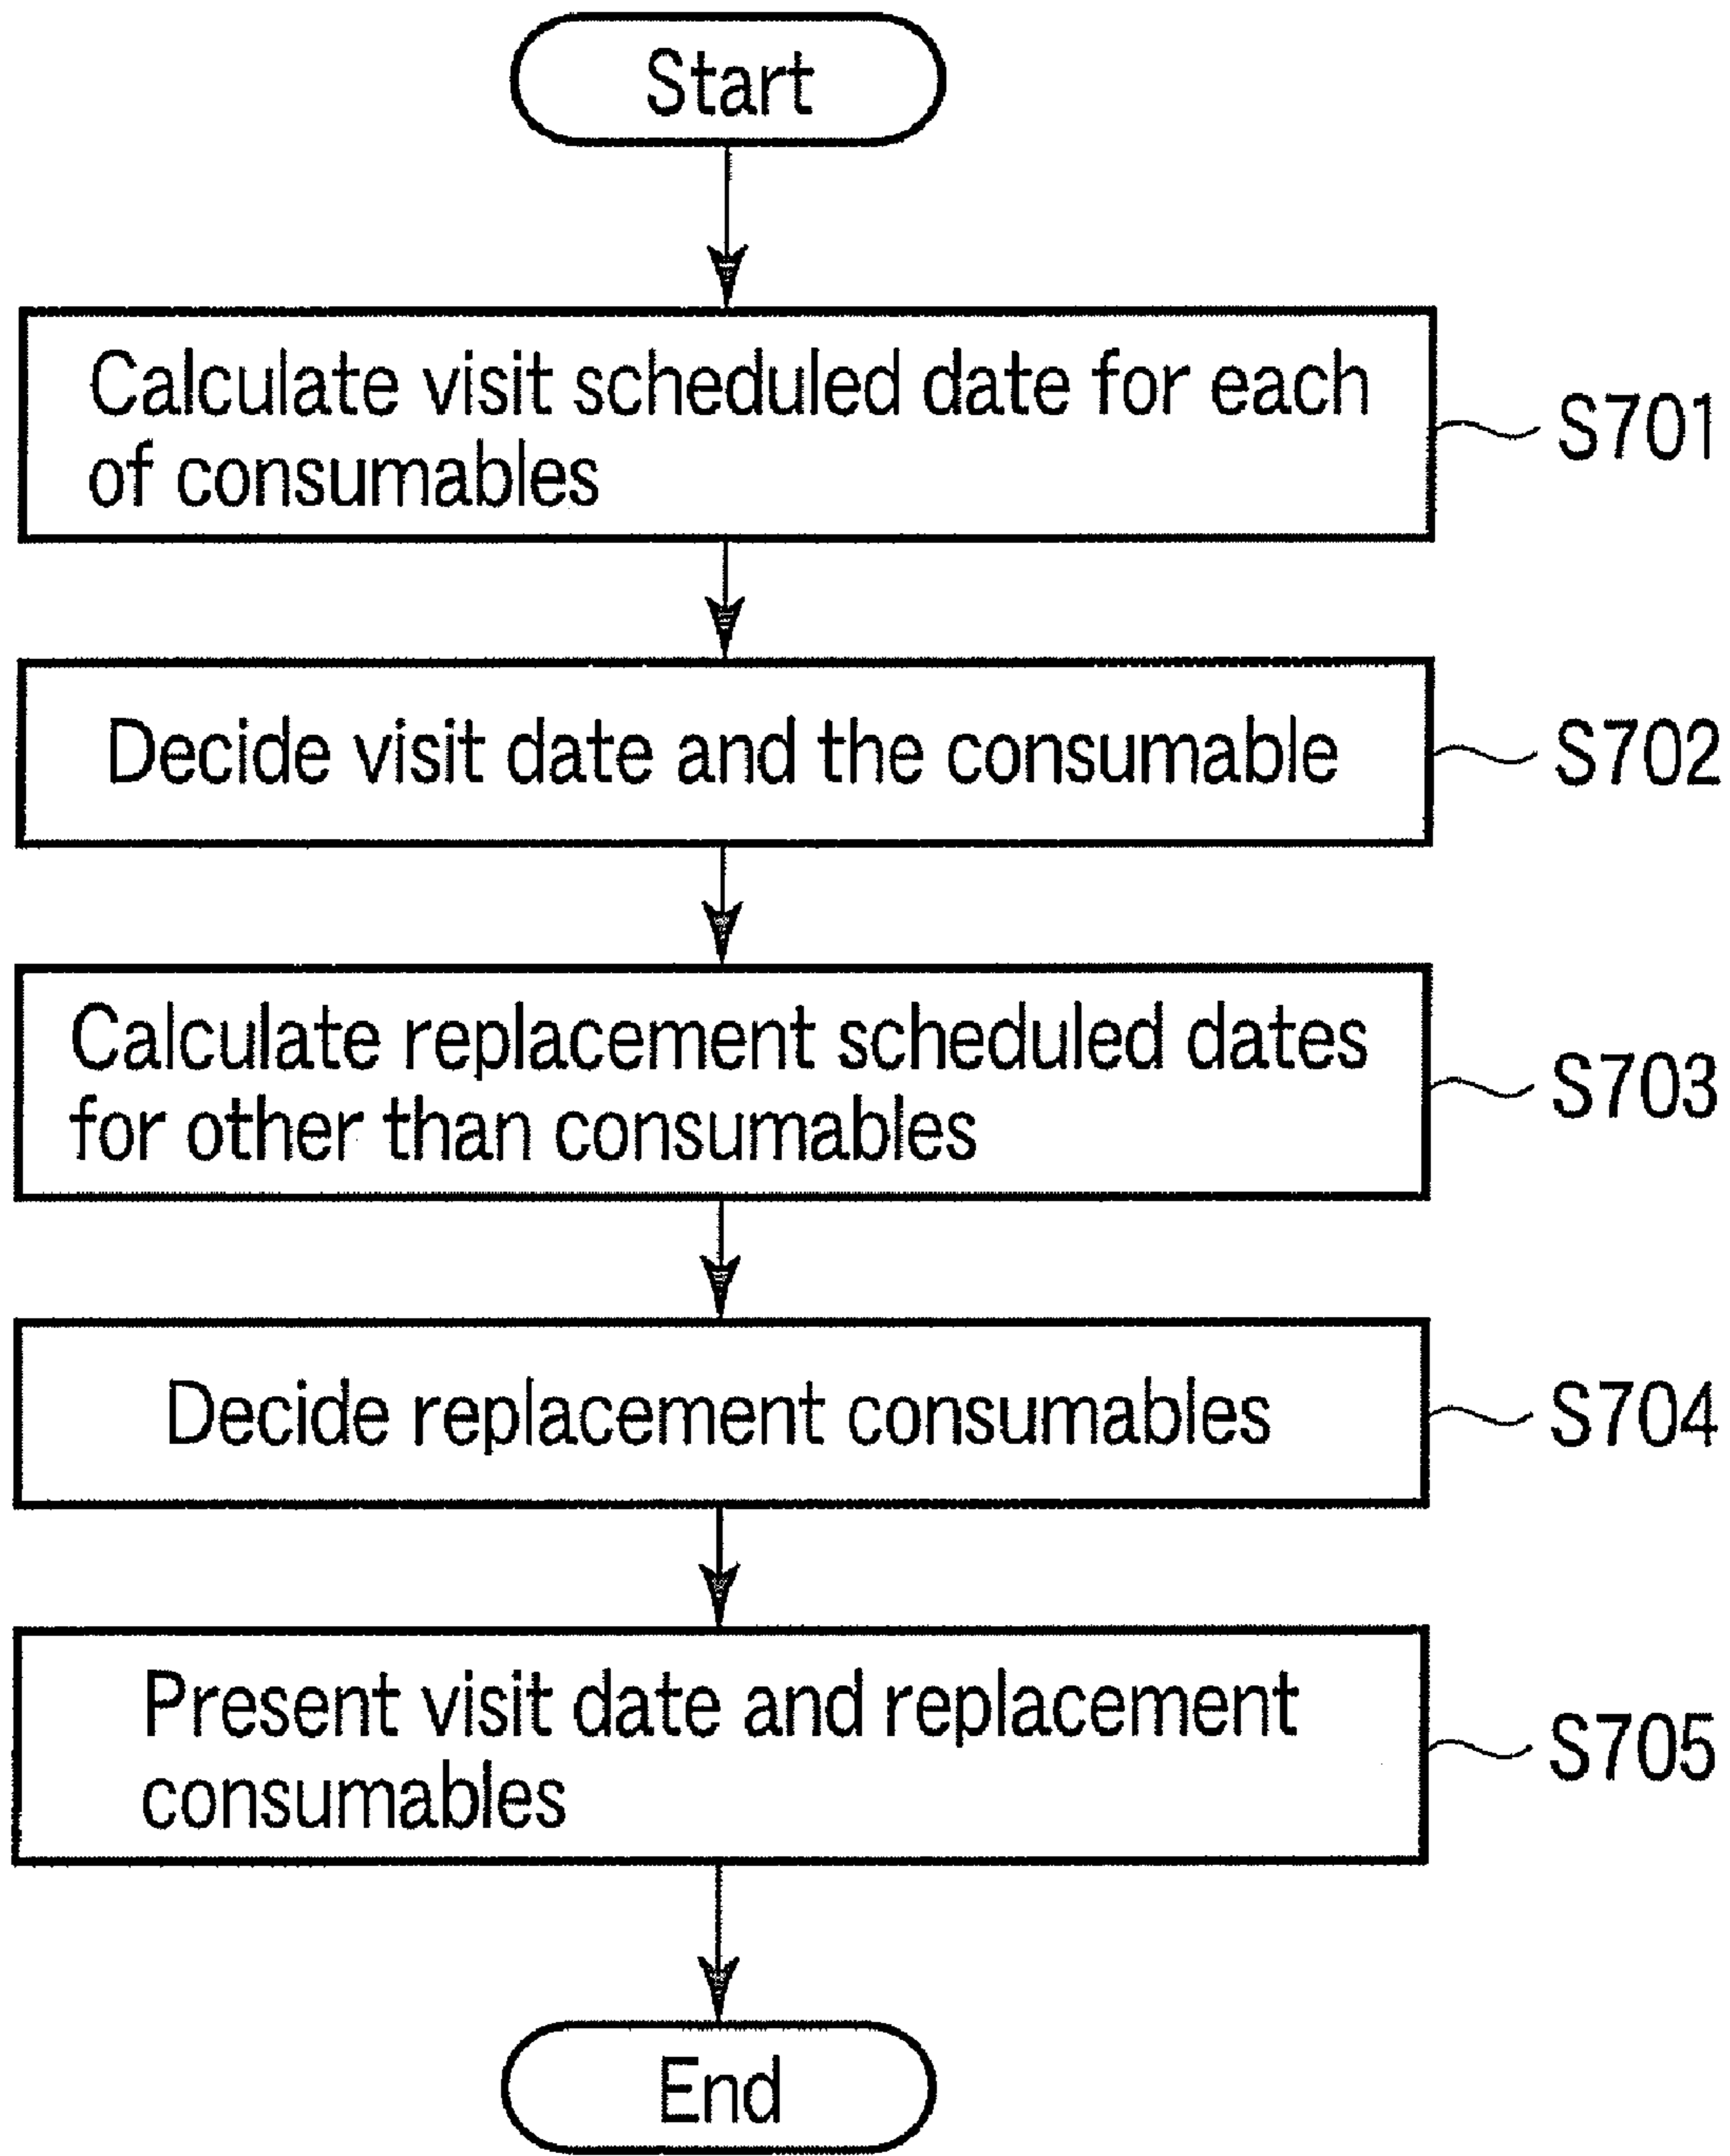 Start
Calculate visit scheduled date for each
of consumables
S701
Decide visit date and the consumable
S702
Calculate replacement scheduled dates
for other than consumables
S703
Decide replacement consumables
S704
Present visit date and replacement
consumables
S705
End